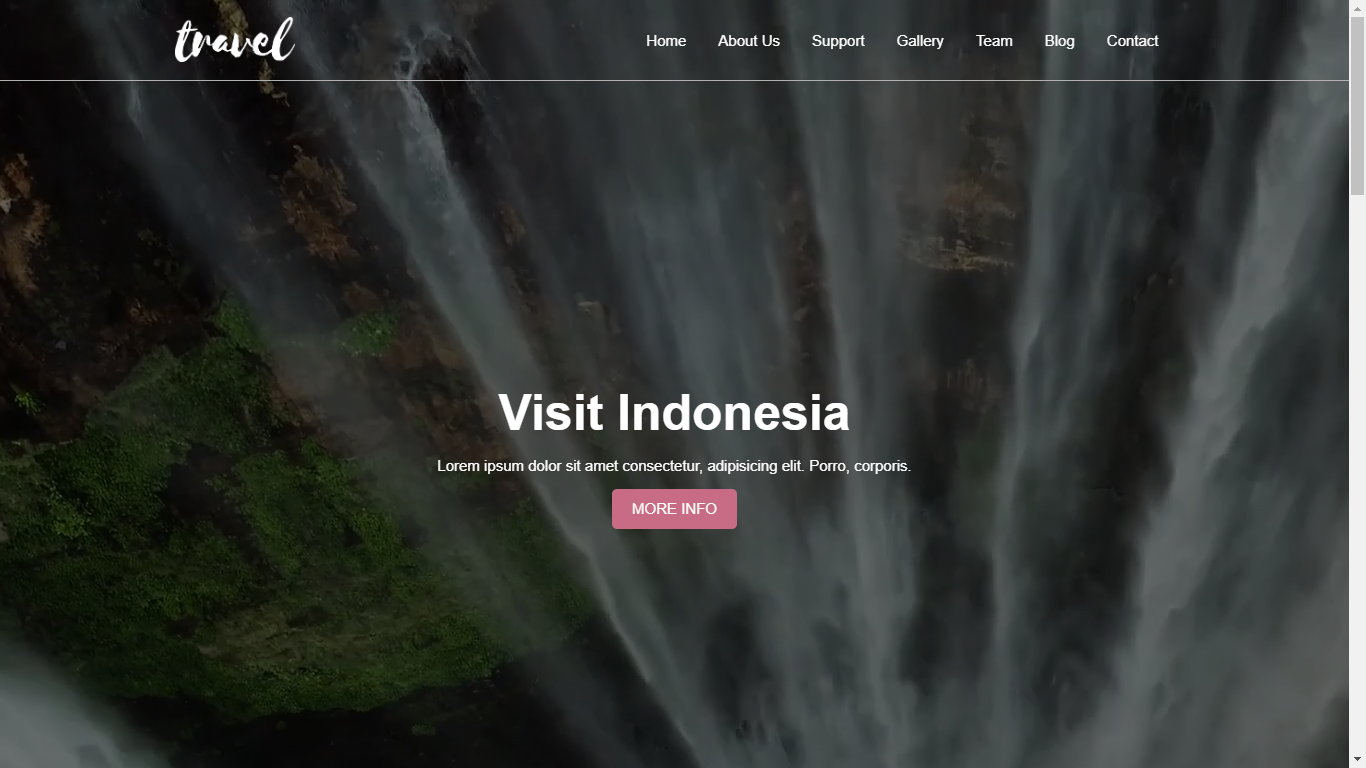 travel
Home About Us Support Gallery Team Blog Contact
Visit Indonesia
Lorem ipsum dolor sit amet consectetur, adipisicing elit. Porro, corporis.
MORE INFO